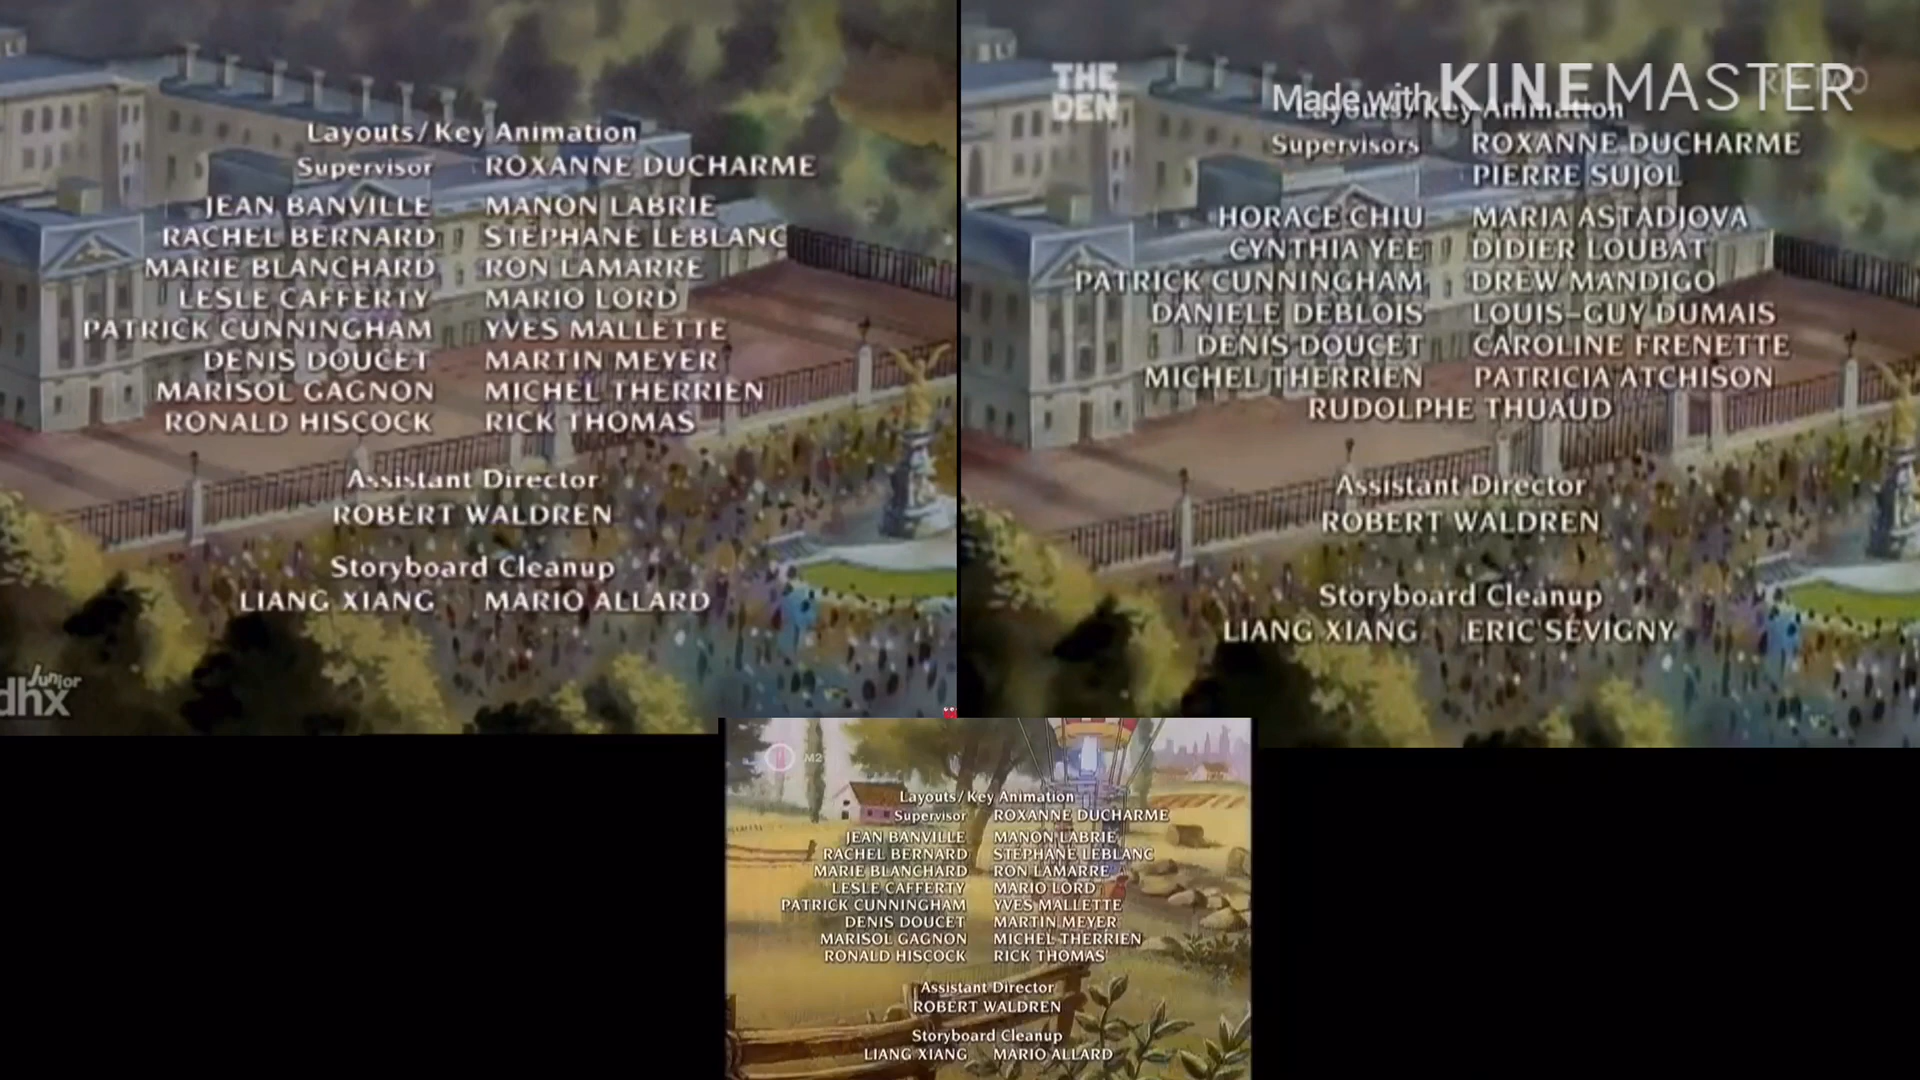 Layouts/Key Animation
Supervisor ROXANNE DUCHARME
JEAN BANVILLE MANON LABRIE
RACHEL BERNARD STEPHANE LEBLANC
MARIE BLANCHARD RON LAMARRE
LESLE CAFFERTY MARIO LORD
PATRICK CUNNINGHAM YVES MALLETTE
DENIS DOUCET MARTIN MEYER
MARISOL GAGNON MICHEL THERRIEN
RONALD HISCOCK RICK THOMAS
Assistant Director
ROBERT WALDREN
Storyboard Cleanup
LIANG XIANG MARIO ALLARD
Junior
dhx
THE
DEN
Made with KINEMASTER
Layouts/Key Animation
Supervisors ROXANNE DUCHARME
PIERRE SUJOL
HORACE CHIU MARIA ASTADJOVA
CYNTHIA YEE DIDIER LOUBAT
PATRICK CUNNINGHAM DREW MANDIGO
DANIELE DEBLOIS LOUIS-GUY DUMAIS
DENIS DOUCET CAROLINE FRENETTE
MICHEL THERRIEN PATRICIA ATCHISON
RUDOLPHE THUAUD
Assistant Director
ROBERT WALDREN
Storyboard Cleanup
LIANG XIANG ERIC SEVIGNY
M2
Layouts/Key Animation
Supervisor ROXANNE DUCHARME
JEAN BANVILLE MANON LABRIE
RACHEL BERNARD STEPHANE LEBLANC
MARIE BLANCHARD RON LAMARRE
LESLE CAFFERTY MARIO LORD
PATRICK CUNNINGHAM YVES MALLETTE
DENIS DOUCET MARTIN MEYER
MARISOL GAGNON MICHEL THERRIEN
RONALD HISCOCK RICK THOMAS
Assistant Director
ROBERT WALDREN
Storyboard Cleanup
LIANG XIANG MARIO ALLARD